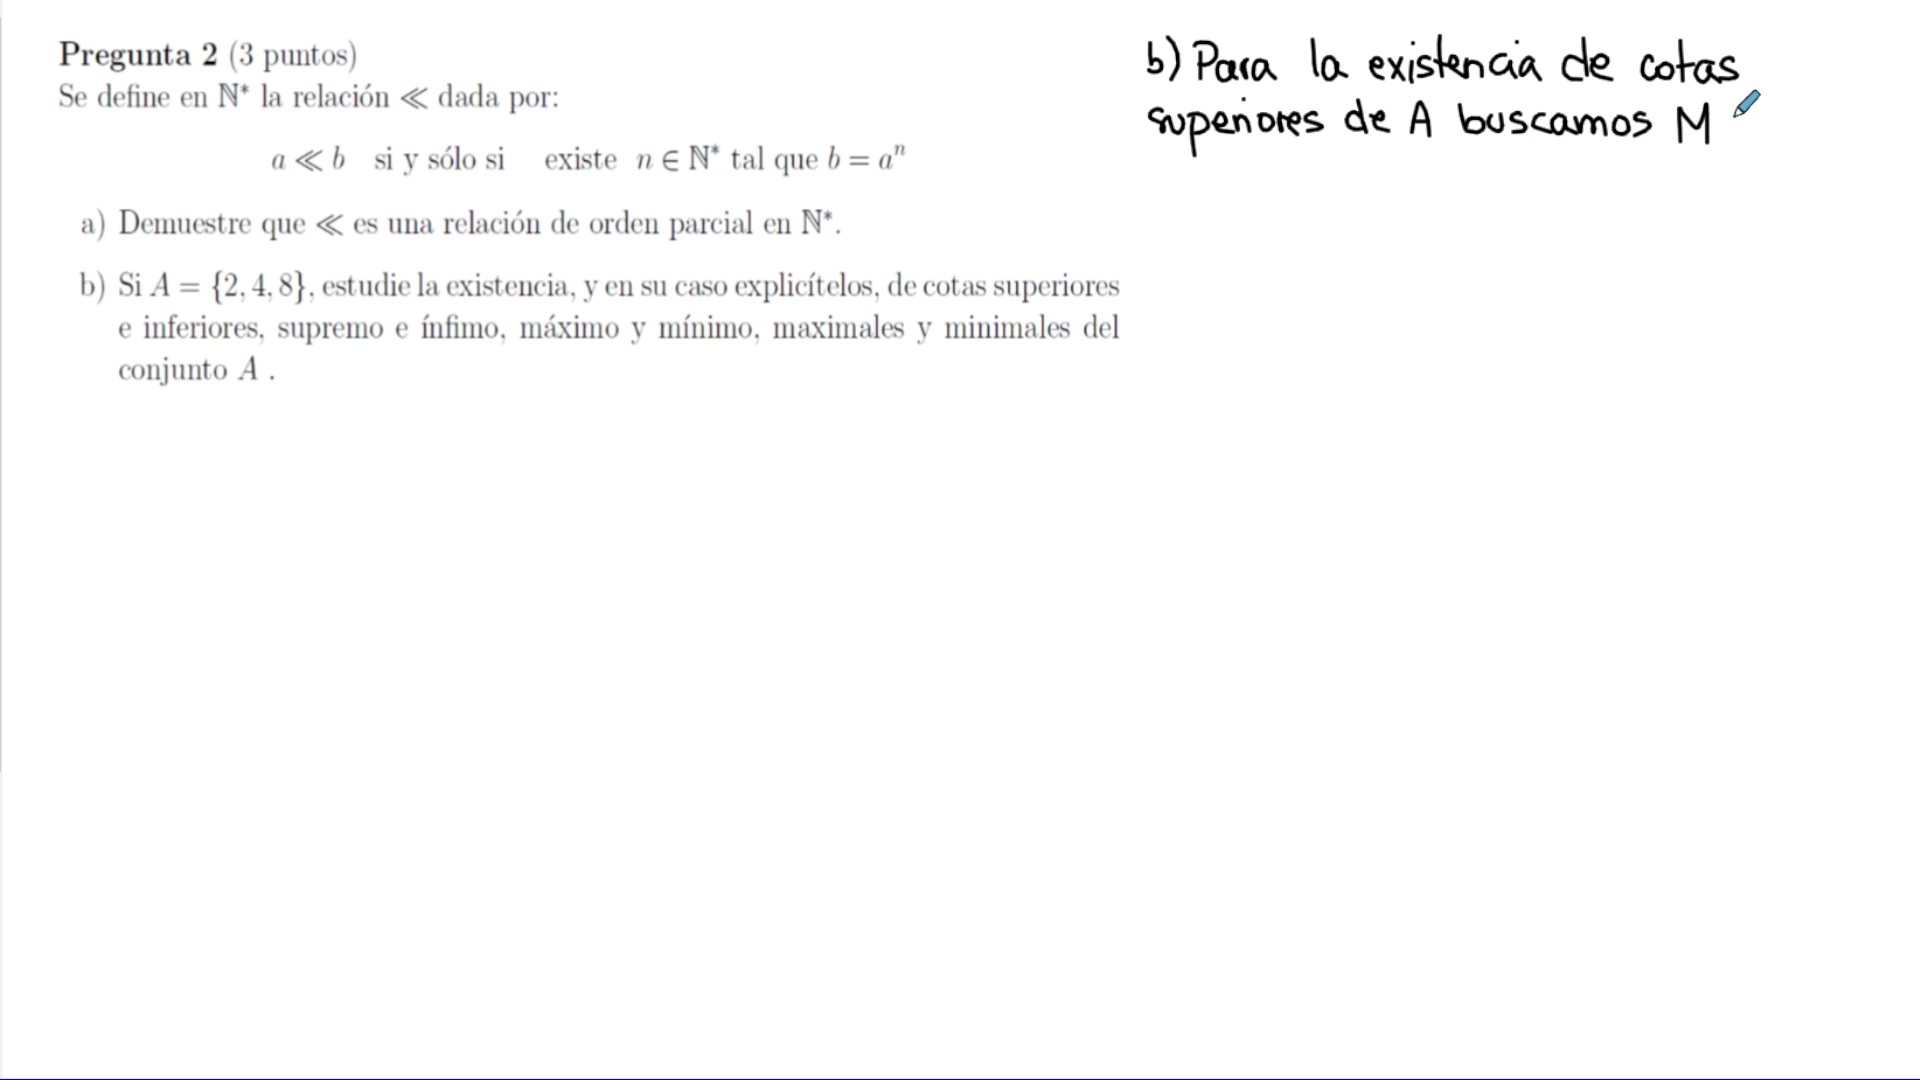 Pregunta 2 (3 puntos)
Se define en ℕ* la relación ≪ dada por:
a ≪ b si y sólo si existe n ∈ ℕ* tal que b = aⁿ
a) Demuestre que ≪ es una relación de orden parcial en ℕ*.
b) Si A = {2, 4, 8}, estudie la existencia, y en su caso explicítelos, de cotas superiores
e inferiores, supremo e ínfimo, máximo y mínimo, maximales y minimales del
conjunto A .
b) Para la existencia de cotas
superiores de A buscamos M